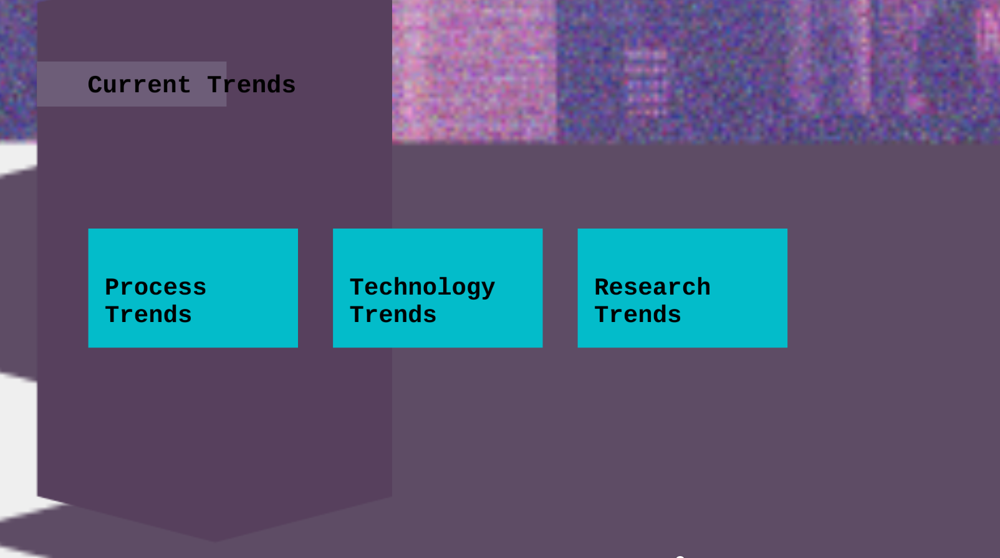 Current Trends
Process
Trends
Technology
Trends
Research
Trends